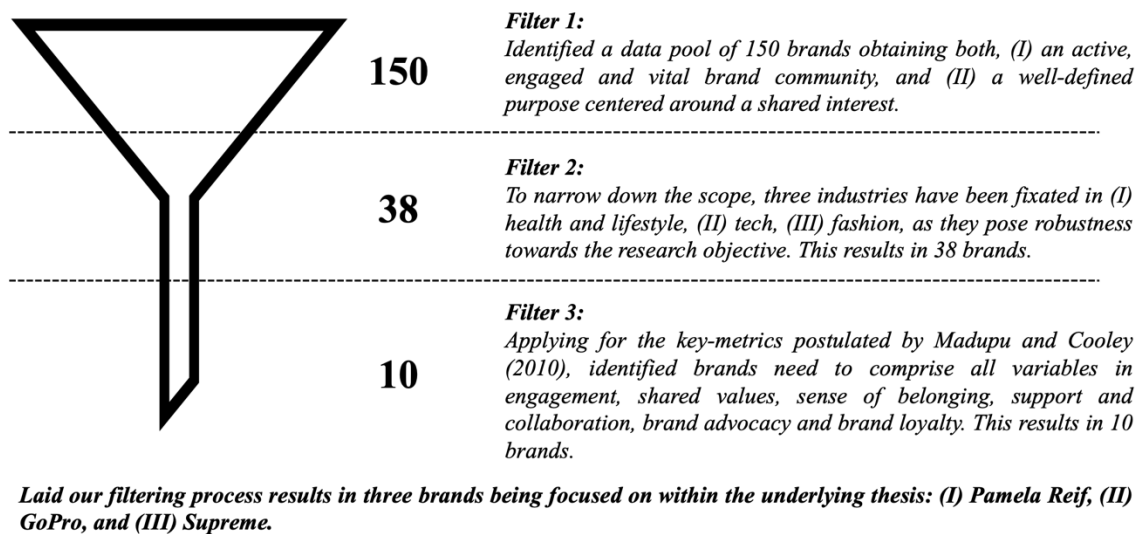 150
Filter 1:
Identified a data pool of 150 brands obtaining both, (I) an active,
engaged and vital brand community, and (II) a well-defined
purpose centered around a shared interest.
38
Filter 2:
To narrow down the scope, three industries have been fixated in (I)
health and lifestyle, (II) tech, (III) fashion, as they pose robustness
towards the research objective. This results in 38 brands.
10
Filter 3:
Applying for the key-metrics postulated by Madupu and Cooley
(2010), identified brands need to comprise all variables in
engagement, shared values, sense of belonging, support and
collaboration, brand advocacy and brand loyalty. This results in 10
brands.
Laid our filtering process results in three brands being focused on within the underlying thesis: (I) Pamela Reif, (II)
GoPro, and (III) Supreme.